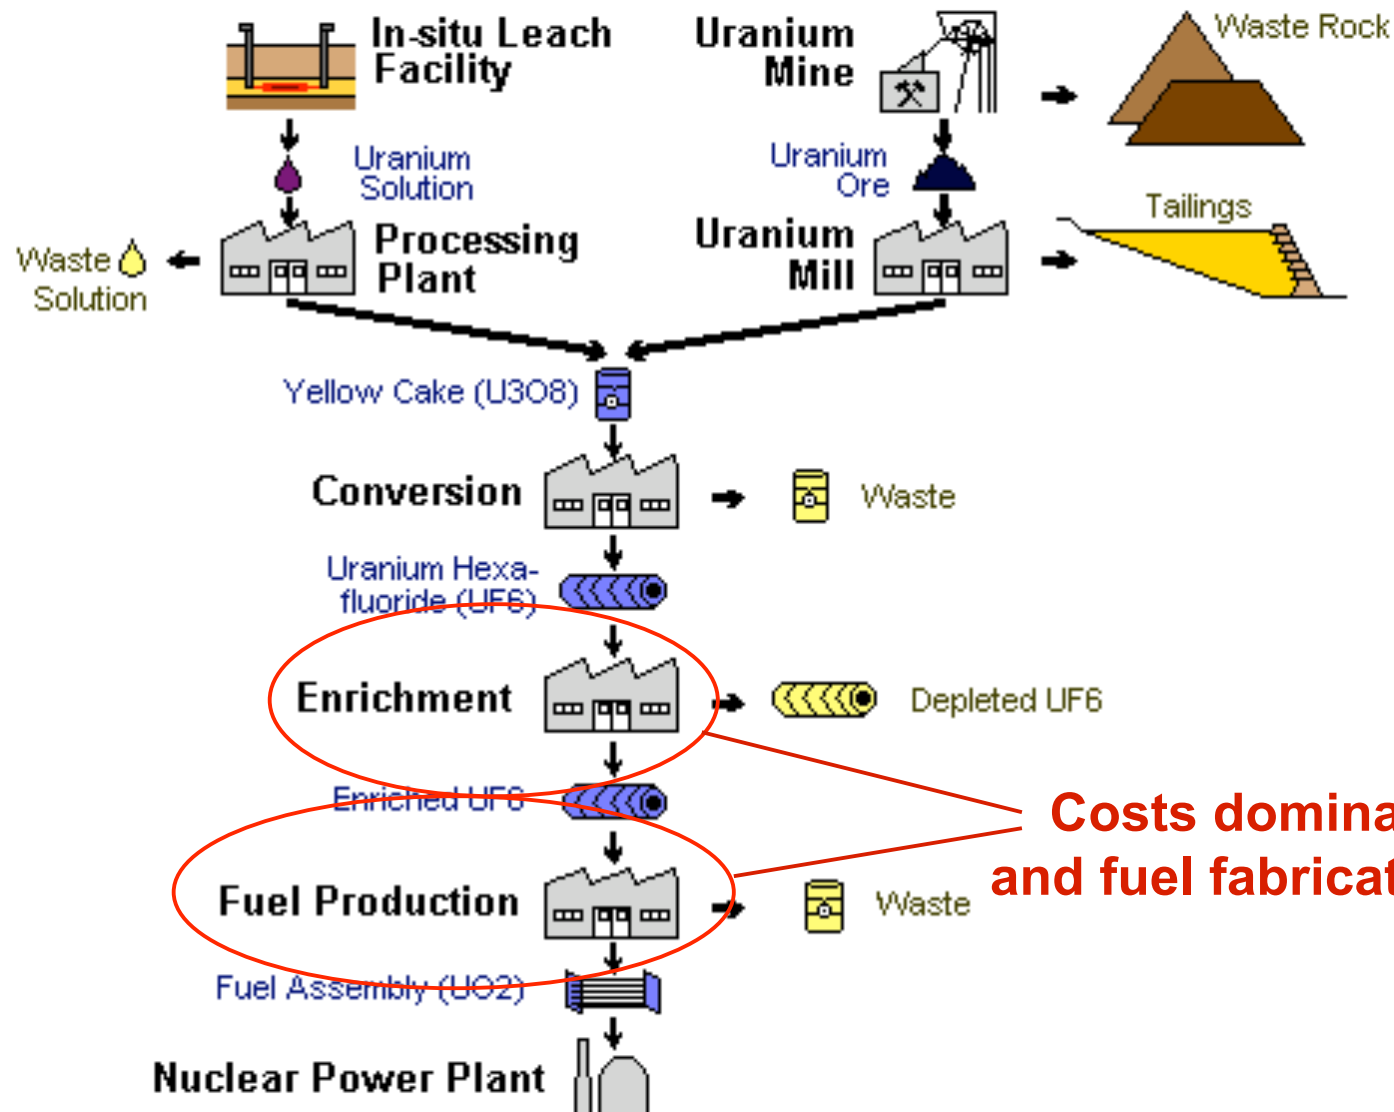 In-situ Leach
Facility
Uranium
Mine
Waste Rock
Uranium
Solution
Uranium
Ore
Waste
Solution
Processing
Plant
Uranium
Mill
Tailings
Yellow Cake (U3O8)
Conversion
Waste
Uranium Hexa-
fluoride (UF6)
Enrichment
Depleted UF6
Enriched UF6
Costs domina
and fuel fabricat
Fuel Production
Waste
Fuel Assembly (UO2)
Nuclear Power Plant